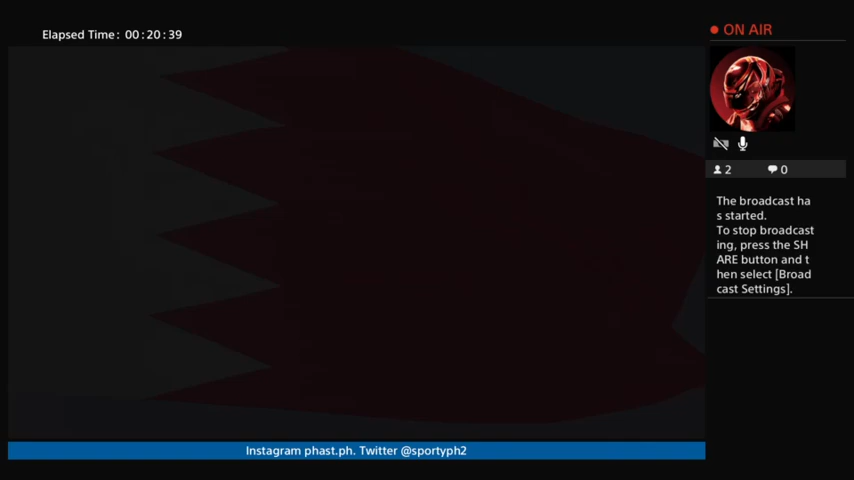 Elapsed Time: 00:20:39
ON AIR
2 0
The broadcast ha
s started.
To stop broadcast
ing, press the SH
ARE button and t
hen select [Broad
cast Settings].
Instagram phast.ph. Twitter @sportyph2